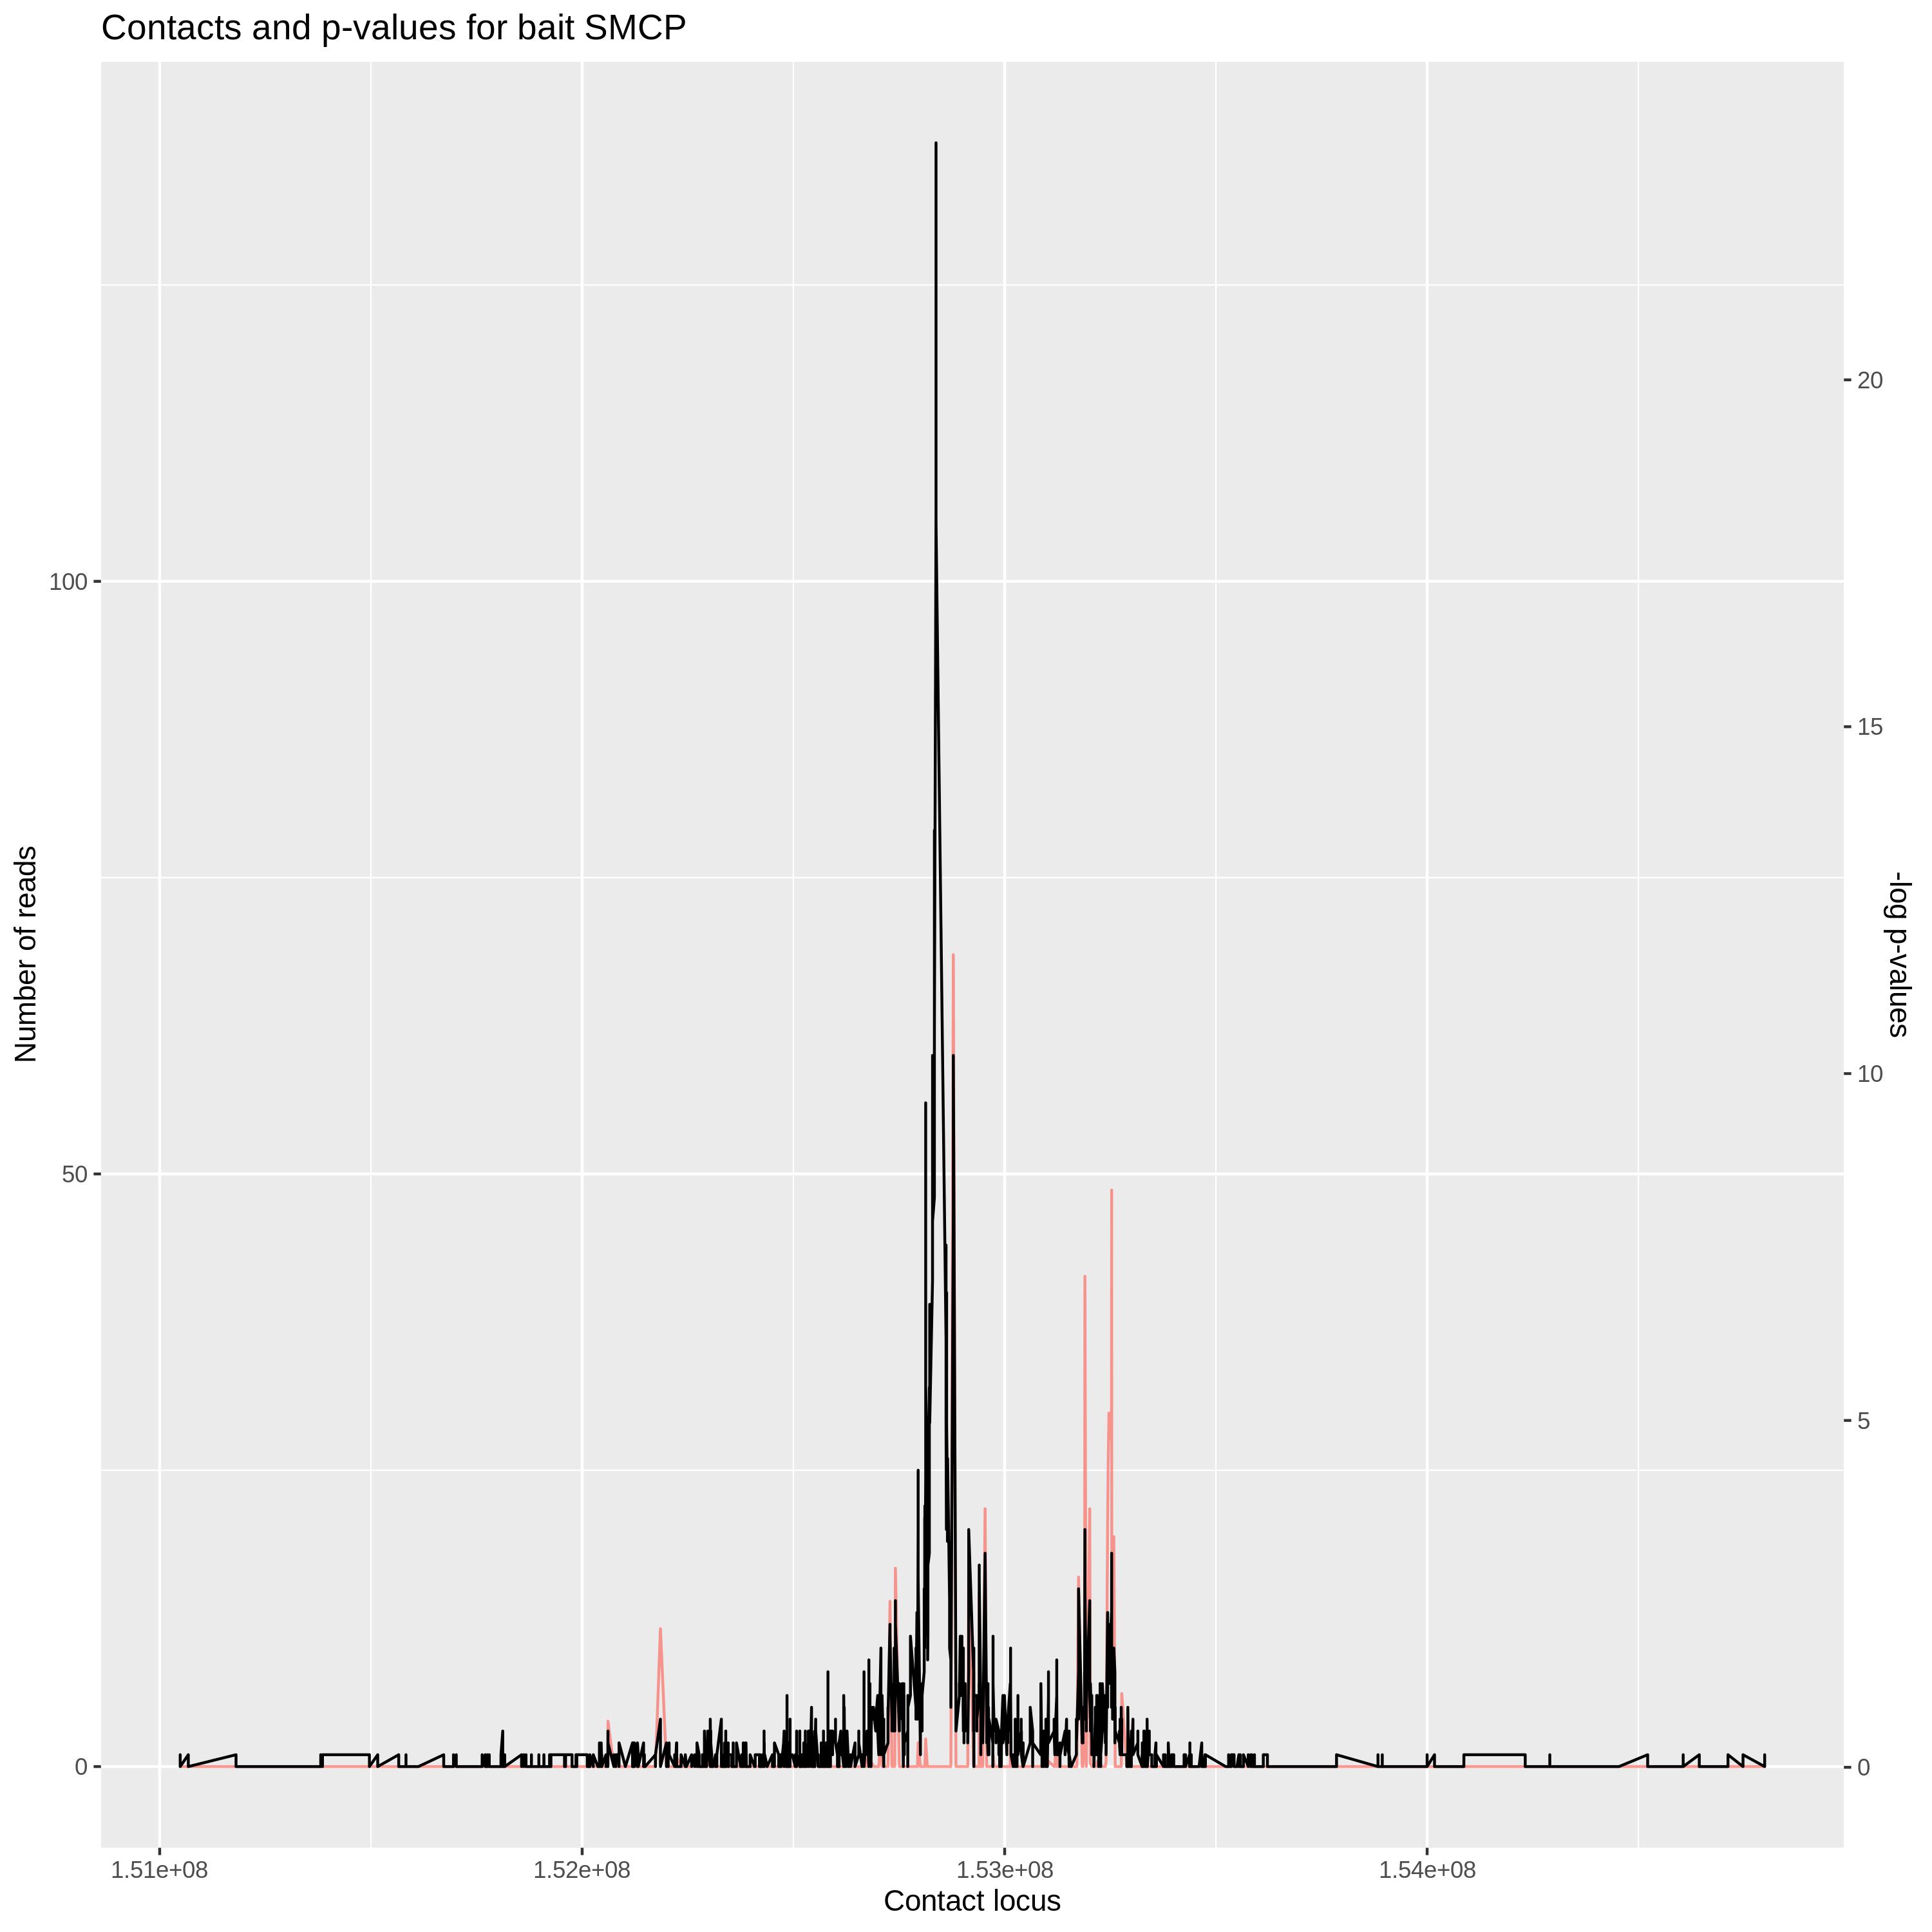 Contacts and p-values for bait SMCP
100
50
0
Number of reads
20
15
10
5
0
-log p-values
1.51e+08
1.52e+08
1.53e+08
1.54e+08
Contact locus